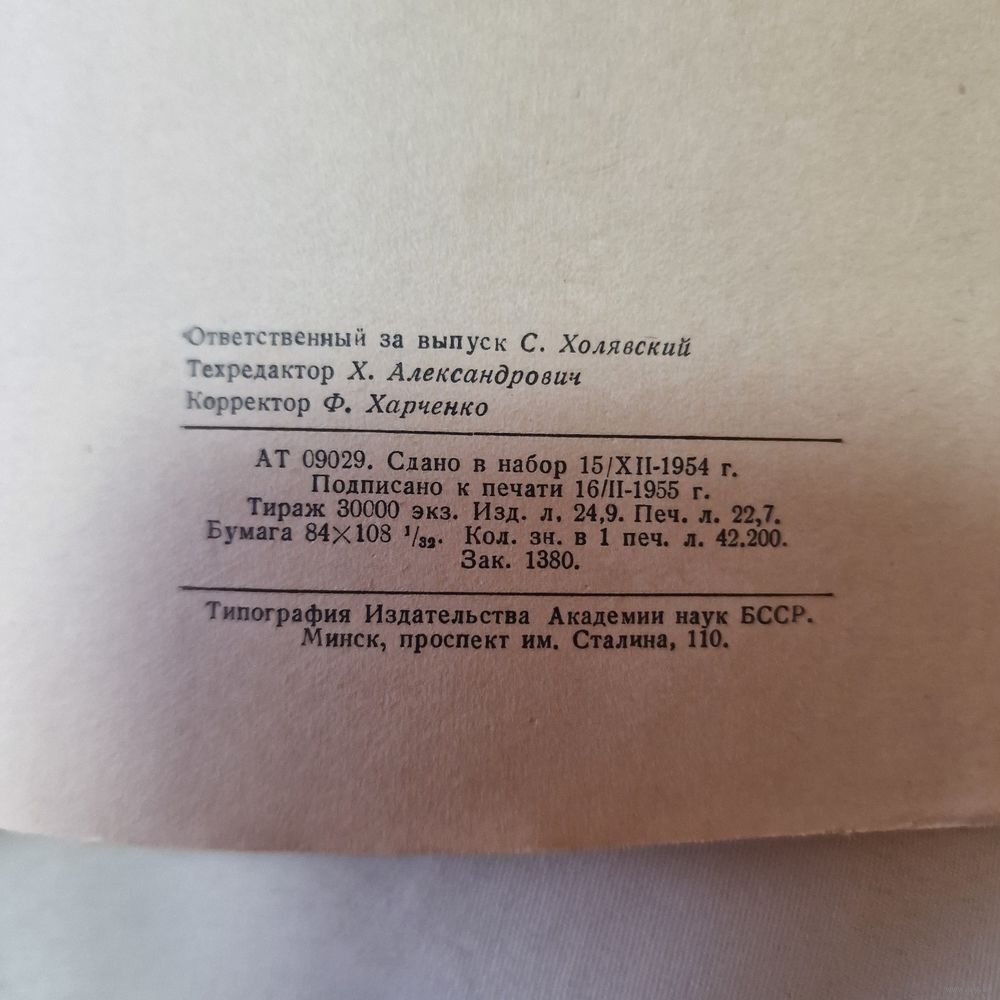 Ответственный за выпуск С. Холявский
Техредактор Х. Александрович
Корректор Ф. Харченко
АТ 09029. Сдано в набор 15/XII-1954 г.
Подписано к печати 16/II-1955 г.
Тираж 30000 экз. Изд. л. 24,9. Печ. л. 22,7.
Бумага 84×108 ¹/₃₂. Кол. зн. в 1 печ. л. 42.200.
Зак. 1380.
Типография Издательства Академии наук БССР.
Минск, проспект им. Сталина, 110.